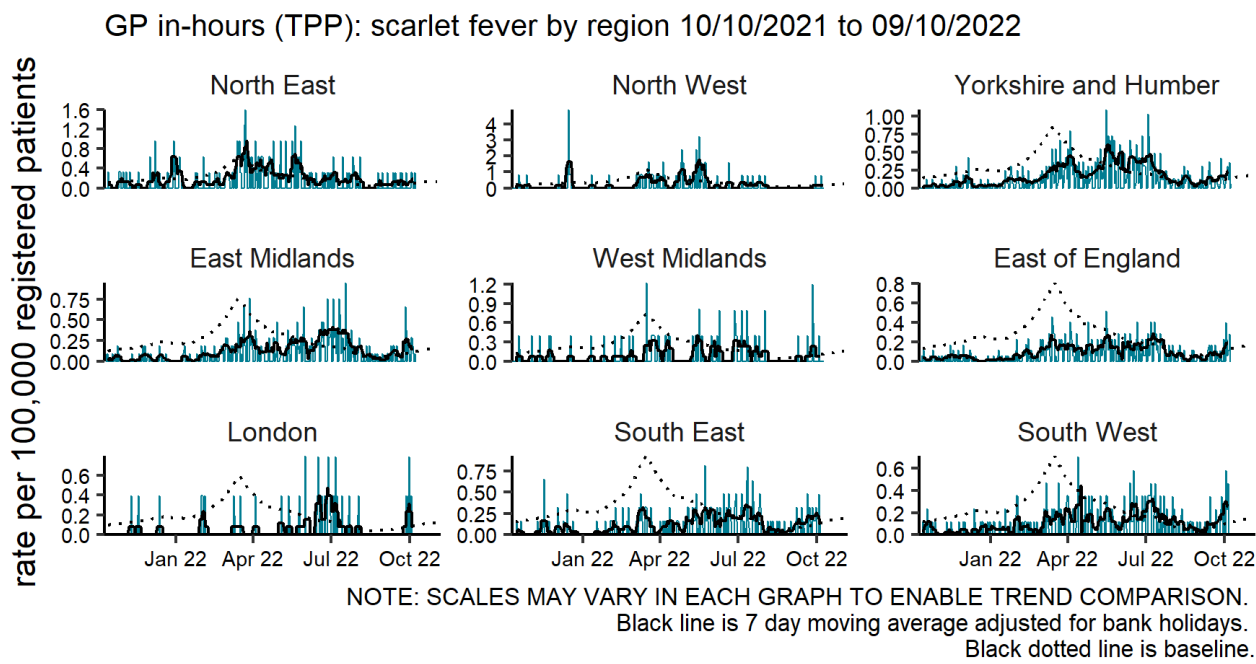 GP in-hours (TPP): scarlet fever by region 10/10/2021 to 09/10/2022
rate per 100,000 registered patients
North East
1.6
1.2
0.8
0.4
0.0
North West
4
3
2
1
0
Yorkshire and Humber
1.00
0.75
0.50
0.25
0.00
East Midlands
0.75
0.50
0.25
0.00
West Midlands
1.2
0.9
0.6
0.3
0.0
East of England
0.8
0.6
0.4
0.2
0.0
London
0.6
0.4
0.2
0.0
Jan 22 Apr 22 Jul 22 Oct 22
South East
0.75
0.50
0.25
0.00
Jan 22 Apr 22 Jul 22 Oct 22
South West
0.6
0.4
0.2
0.0
Jan 22 Apr 22 Jul 22 Oct 22
NOTE: SCALES MAY VARY IN EACH GRAPH TO ENABLE TREND COMPARISON.
Black line is 7 day moving average adjusted for bank holidays.
Black dotted line is baseline.